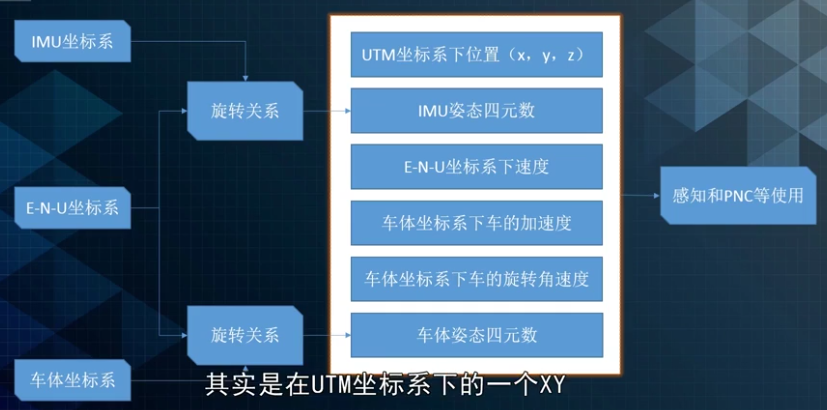 IMU坐标系
旋转关系
E-N-U坐标系
旋转关系
车体坐标系
UTM坐标系下位置（x，y，z）
IMU姿态四元数
E-N-U坐标系下速度
车体坐标系下车的加速度
车体坐标系下车的旋转角速度
车体姿态四元数
感知和PNC等使用
其实是在UTM坐标系下的一个XY